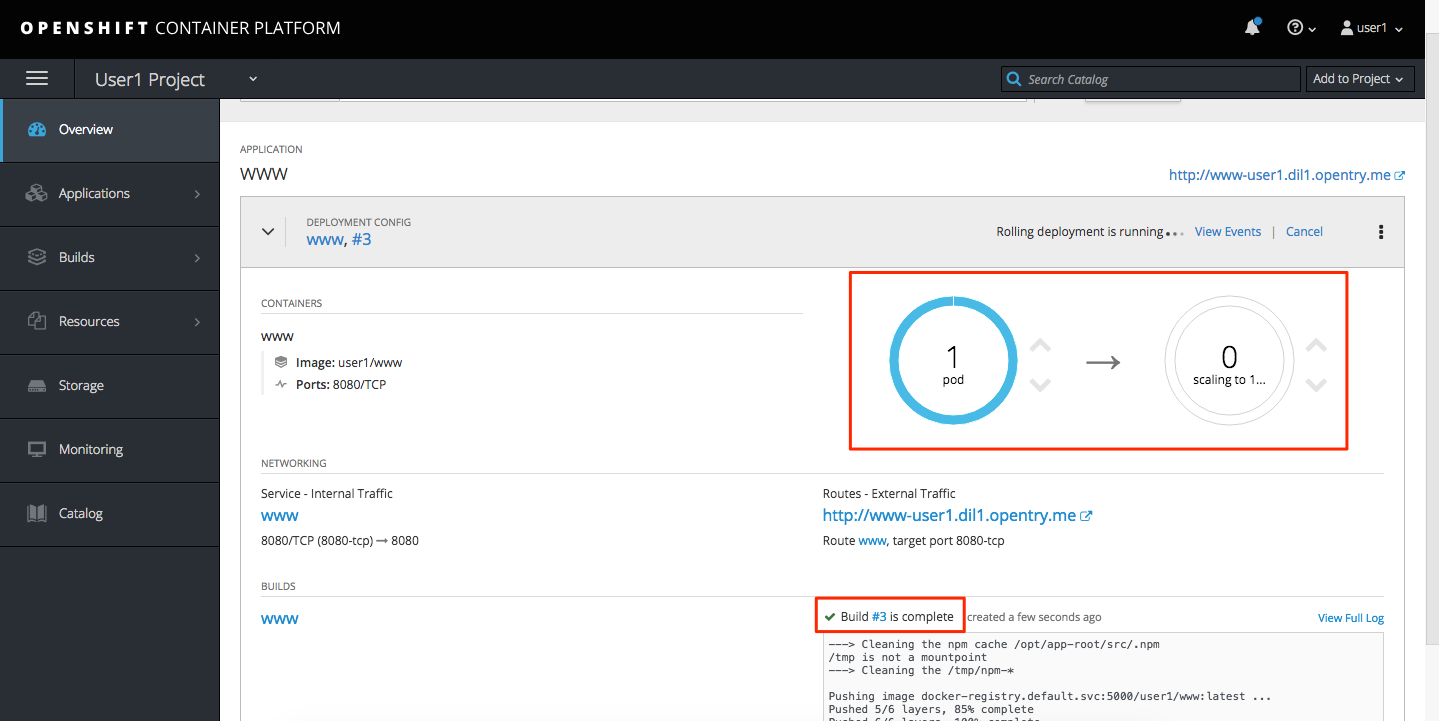 OPENSHIFT CONTAINER PLATFORM
user1
User1 Project
Search Catalog
Add to Project
Overview
Applications
Builds
Resources
Storage
Monitoring
Catalog
APPLICATION
www
http://www-user1.dil1.opentry.me
DEPLOYMENT CONFIG
www, #3
Rolling deployment is running... View Events | Cancel
CONTAINERS
www
Image: user1/www
Ports: 8080/TCP
1
pod
0
scaling to 1...
NETWORKING
Service - Internal Traffic
www
8080/TCP (8080-tcp) → 8080
Routes - External Traffic
http://www-user1.dil1.opentry.me
Route www, target port 8080-tcp
BUILDS
www
Build #3 is complete created a few seconds ago
View Full Log
---> Cleaning the npm cache /opt/app-root/src/.npm
/tmp is not a mountpoint
---> Cleaning the /tmp/npm-*
Pushing image docker-registry.default.svc:5000/user1/www:latest ...
Pushed 5/6 layers, 85% complete
Pushed 6/6 layers, 100% complete